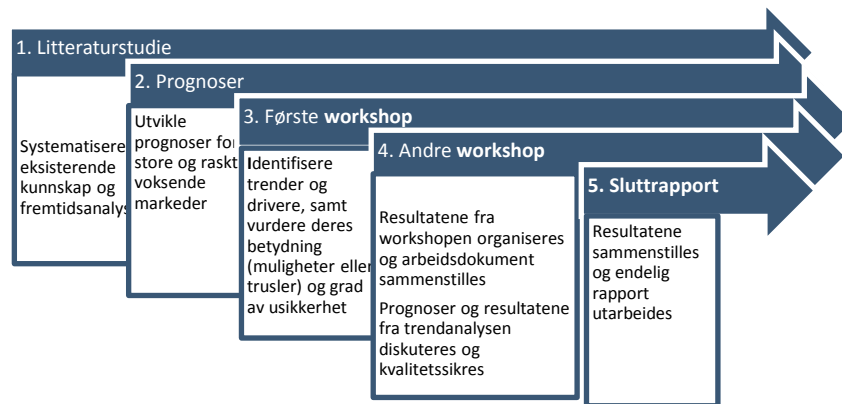 1. Litteraturstudie
Systematisere
eksisterende
kunnskap og
fremtidsanalys
2. Prognoser
Utvikle
prognoser for
store og raskt
voksende
markeder
3. Første workshop
Identifisere
trender og
drivere, samt
vurdere deres
betydning
(muligheter eller
trusler) og grad
av usikkerhet
4. Andre workshop
Resultatene fra
workshopen organiseres
og arbeidsdokument
sammenstilles
Prognoser og resultatene
fra trendanalysen
diskuteres og
kvalitetssikres
5. Sluttrapport
Resultatene
sammenstilles
og endelig
rapport
utarbeides